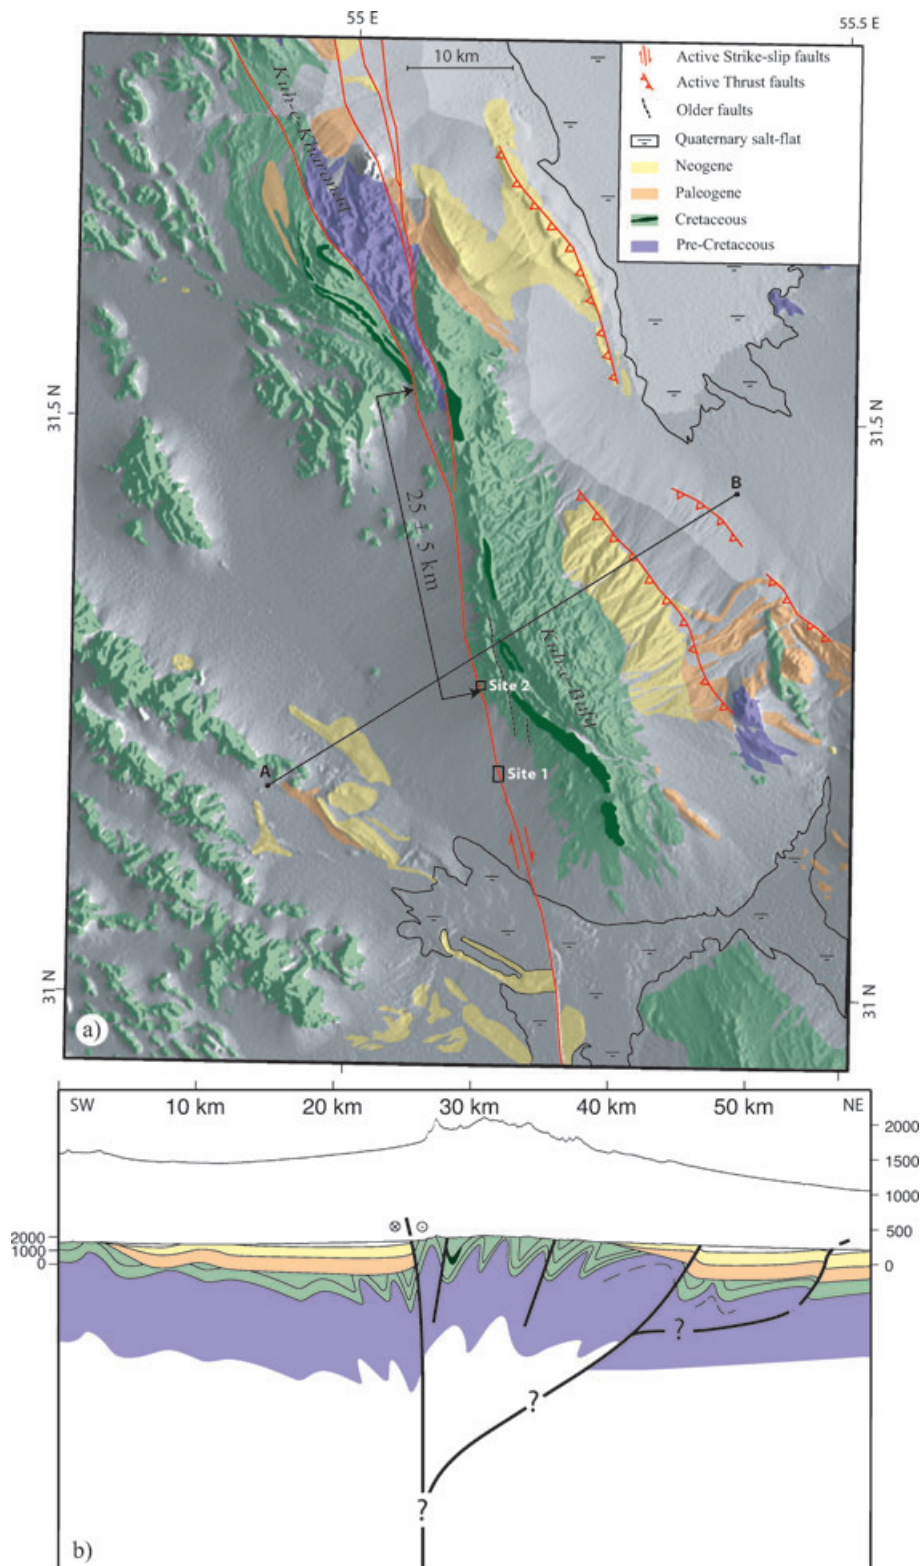 55 E
55.5 E
10 km
Active Strike-slip faults
Active Thrust faults
Older faults
Quaternary salt-flat
Neogene
Paleogene
Cretaceous
Pre-Cretaceous
Kuh-e-Kharanaq
31.5 N
31.5 N
B
25 ± 5 km
Kuh-e-Bafq
Site 2
A
Site 1
31 N
31 N
a)
SW
10 km
20 km
30 km
40 km
50 km
NE
2000
1500
1000
500
0
2000
1000
0
?
?
?
b)